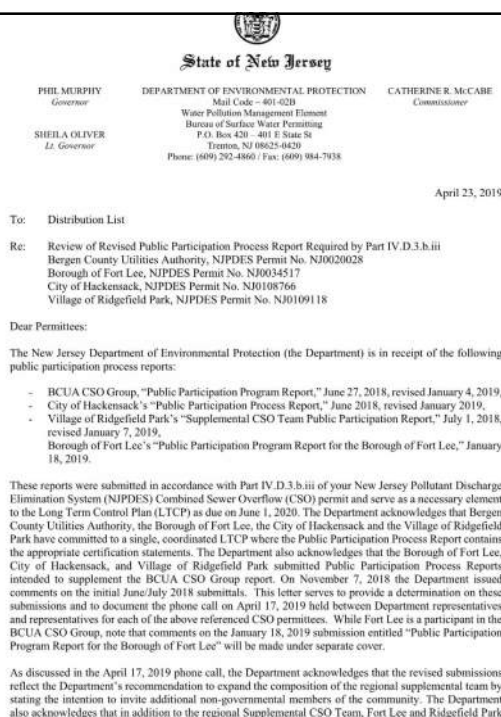 State of New Jersey
PHIL MURPHY
Governor
SHEILA OLIVER
Lt. Governor
DEPARTMENT OF ENVIRONMENTAL PROTECTION
Mail Code – 401-02B
Water Pollution Management Element
Bureau of Surface Water Permitting
P.O. Box 420 – 401 E State St
Trenton, NJ 08625-0420
Phone: (609) 292-4860 / Fax: (609) 984-7938
CATHERINE R. McCABE
Commissioner
April 23, 2019
To: Distribution List
Re: Review of Revised Public Participation Process Report Required by Part IV.D.3.b.iii
Bergen County Utilities Authority, NJPDES Permit No. NJ0020028
Borough of Fort Lee, NJPDES Permit No. NJ0034517
City of Hackensack, NJPDES Permit No. NJ0108766
Village of Ridgefield Park, NJPDES Permit No. NJ0109118
Dear Permittees:
The New Jersey Department of Environmental Protection (the Department) is in receipt of the following
public participation process reports:
- BCUA CSO Group, “Public Participation Program Report,” June 27, 2018, revised January 4, 2019,
- City of Hackensack’s “Public Participation Process Report,” June 2018, revised January 2019,
- Village of Ridgefield Park’s “Supplemental CSO Team Public Participation Report,” July 1, 2018,
revised January 7, 2019,
Borough of Fort Lee’s “Public Participation Program Report for the Borough of Fort Lee,” January
18, 2019.
These reports were submitted in accordance with Part IV.D.3.b.iii of your New Jersey Pollutant Discharge
Elimination System (NJPDES) Combined Sewer Overflow (CSO) permit and serve as a necessary element
to the Long Term Control Plan (LTCP) as due on June 1, 2020. The Department acknowledges that Bergen
County Utilities Authority, the Borough of Fort Lee, the City of Hackensack and the Village of Ridgefield
Park have committed to a single, coordinated LTCP where the Public Participation Process Report contains
the appropriate certification statements. The Department also acknowledges that the Borough of Fort Lee,
City of Hackensack, and Village of Ridgefield Park submitted Public Participation Process Reports
intended to supplement the BCUA CSO Group report. On November 7, 2018 the Department issued
comments on the initial June/July 2018 submittals. This letter serves to provide a determination on these
submissions and to document the phone call on April 17, 2019 held between Department representatives
and representatives for each of the above referenced CSO permittees. While Fort Lee is a participant in the
BCUA CSO Group, note that comments on the January 18, 2019 submission entitled “Public Participation
Program Report for the Borough of Fort Lee” will be made under separate cover.
As discussed in the April 17, 2019 phone call, the Department acknowledges that the revised submissions
reflect the Department’s recommendation to expand the composition of the regional supplemental team by
stating the intention to invite additional non-governmental members of the community. The Department
also acknowledges that in addition to the regional Supplemental CSO Team, Fort Lee and Ridgefield Park